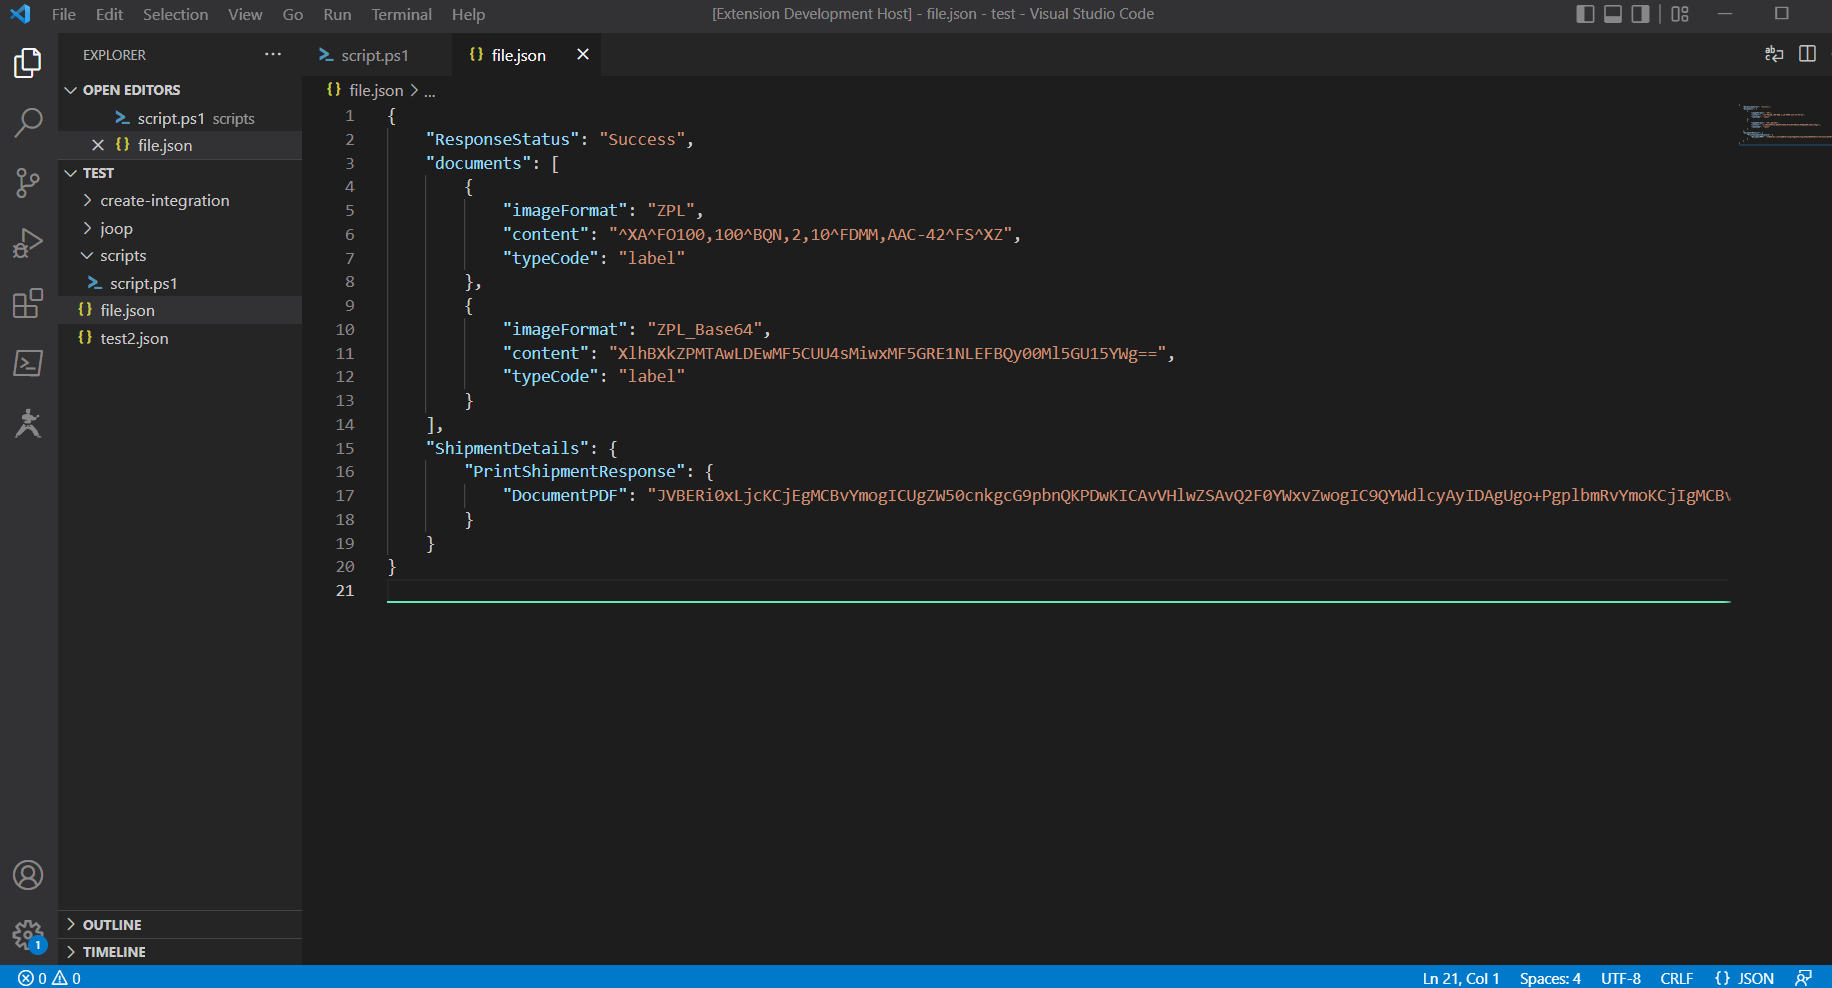 File Edit Selection View Go Run Terminal Help
[Extension Development Host] - file.json - test - Visual Studio Code
EXPLORER
OPEN EDITORS
script.ps1 scripts
file.json
TEST
create-integration
joop
scripts
script.ps1
file.json
test2.json
OUTLINE
TIMELINE
1
script.ps1
file.json
file.json > ...
1 {
2 "ResponseStatus": "Success",
3 "documents": [
4 {
5 "imageFormat": "ZPL",
6 "content": "^XA^FO100,100^BQN,2,10^FDMM,AAC-42^FS^XZ",
7 "typeCode": "label"
8 },
9 {
10 "imageFormat": "ZPL_Base64",
11 "content": "XlhBXkZPMTAwLDEwMF5CUU4sMiwxMF5GRE1NLEFBQy00Ml5GU15YWg==",
12 "typeCode": "label"
13 }
14 ],
15 "ShipmentDetails": {
16 "PrintShipmentResponse": {
17 "DocumentPDF": "JVBERi0xLjcKCjEgMCBvYmogICUgZW50cnkgcG9pbnQKPDwKICAvVHlwZSAvQ2F0YWxvZwogIC9QYWdlcyAyIDAgUgo+PgplbmRvYmoKCjIgMCBv
18 }
19 }
20 }
21
0 0
Ln 21, Col 1 Spaces: 4 UTF-8 CRLF {} JSON